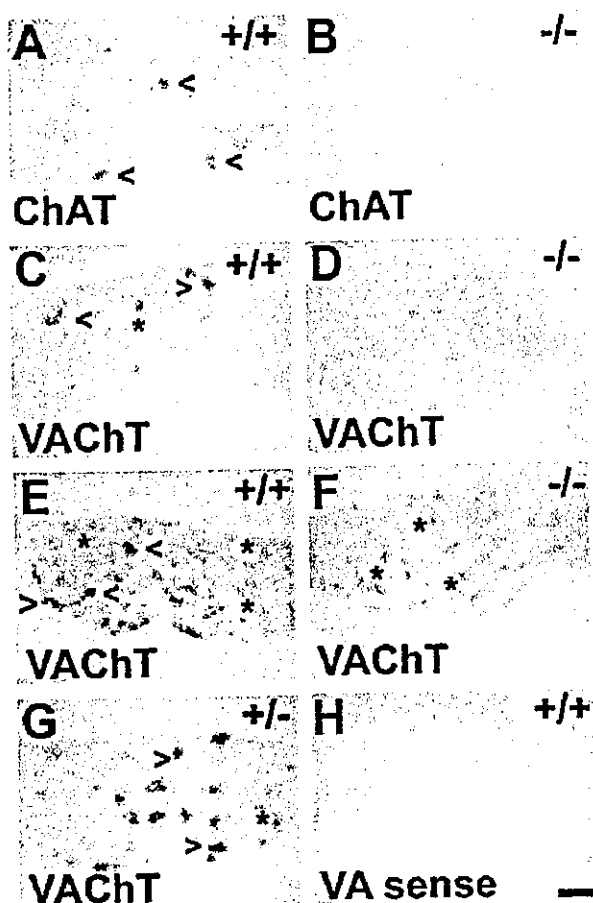 A +/+
B -/-
ChAT
ChAT
C +/+
D -/-
> < *
VAChT
VAChT
E +/+
F -/-
* < *
> < *
*
* *
VAChT
VAChT
G +/-
H +/+
> *
>
VAChT
VA sense